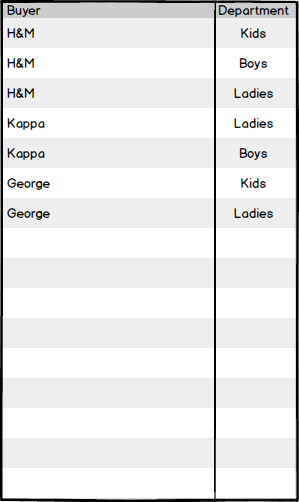 Buyer Department
H&M Kids
H&M Boys
H&M Ladies
Kappa Ladies
Kappa Boys
George Kids
George Ladies